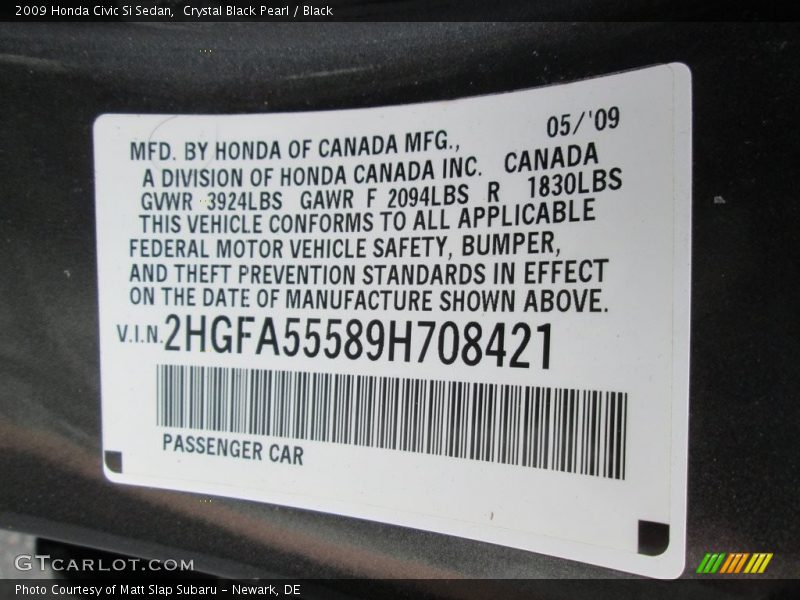 2009 Honda Civic Si Sedan,  Crystal Black Pearl / Black
05/'09
MFD. BY HONDA OF CANADA MFG.,
A DIVISION OF HONDA CANADA INC. CANADA
GVWR 3924LBS GAWR F 2094LBS R 1830LBS
THIS VEHICLE CONFORMS TO ALL APPLICABLE
FEDERAL MOTOR VEHICLE SAFETY, BUMPER,
AND THEFT PREVENTION STANDARDS IN EFFECT
ON THE DATE OF MANUFACTURE SHOWN ABOVE.
V.I.N. 2HGFA55589H708421
PASSENGER CAR
GTCARLOT.COM
Photo Courtesy of Matt Slap Subaru - Newark, DE